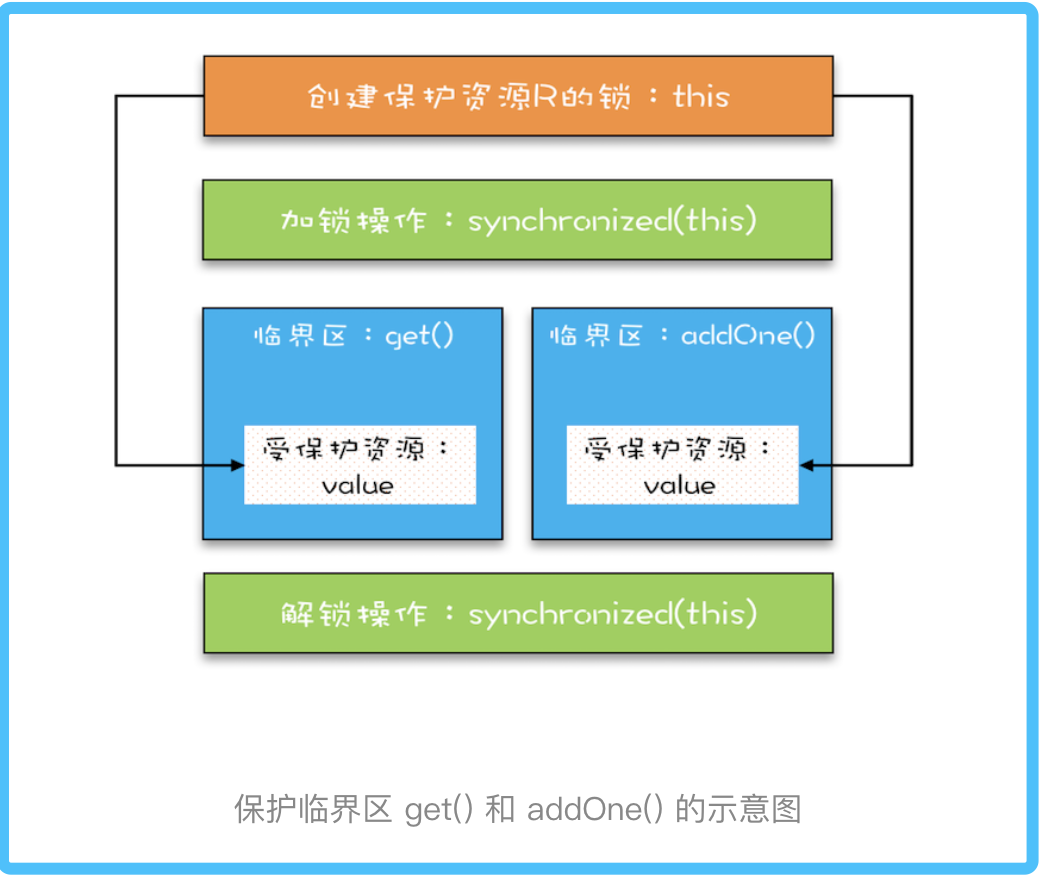 创建保护资源R的锁：this
加锁操作：synchronized(this)
临界区：get()
受保护资源：
value
临界区：addOne()
受保护资源：
value
解锁操作：synchronized(this)
保护临界区 get() 和 addOne() 的示意图